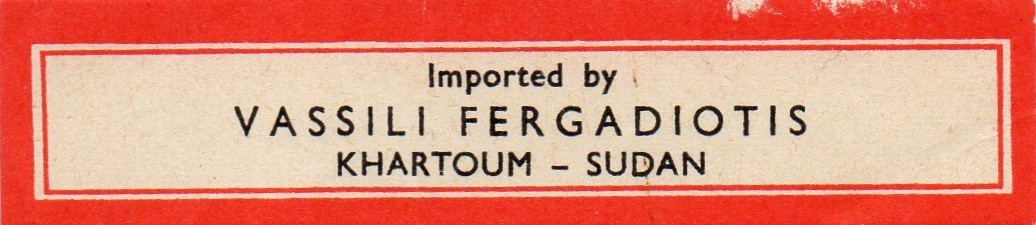 Imported by
VASSILI FERGADIOTIS
KHARTOUM – SUDAN